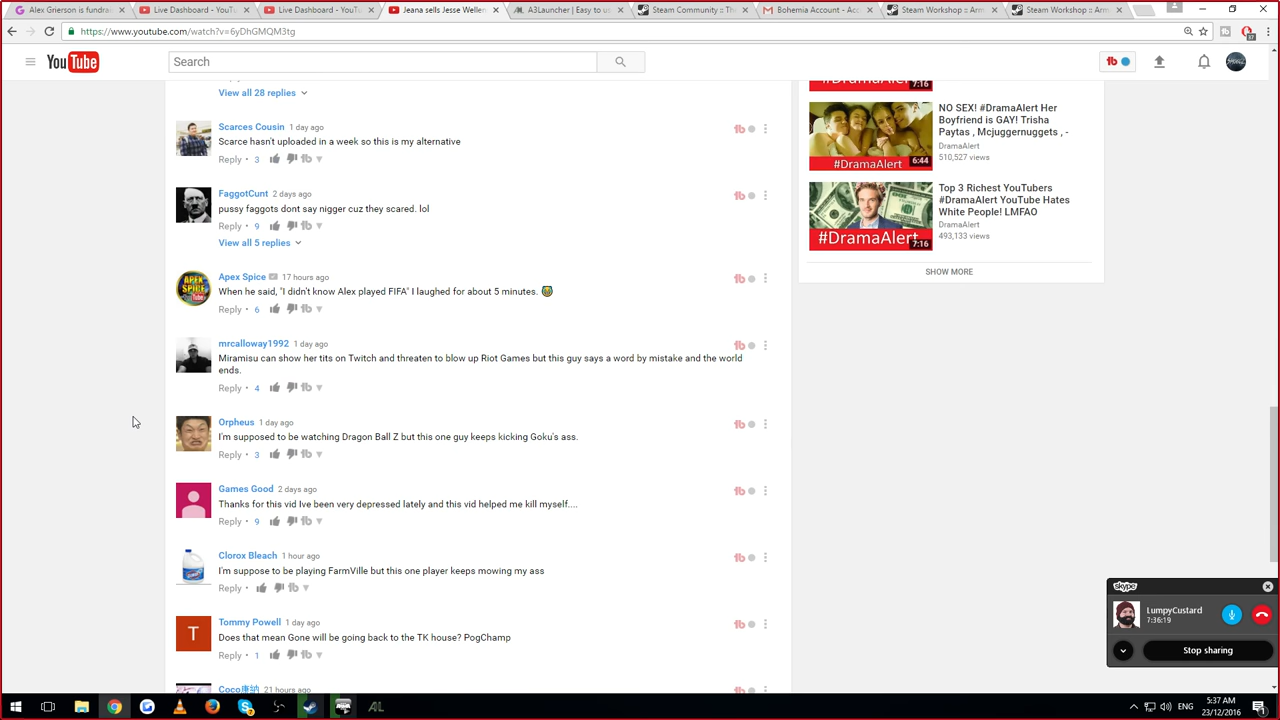 Alex Grierson is fundra
Live Dashboard - YouT
Live Dashboard - YouT
Jeana sells Jesse Wellen
A3Launcher | Easy to us
Steam Community :: Th
Bohemia Account - Acc
Steam Workshop :: Arm
Steam Workshop :: Arm
https://www.youtube.com/watch?v=6yDhGMQM3tg
37
YouTube
Search
View all 28 replies
Scarces Cousin 1 day ago
Scarce hasn't uploaded in a week so this is my alternative
Reply • 3
FaggotCunt 2 days ago
pussy faggots dont say nigger cuz they scared. lol
Reply • 9
View all 5 replies
APEX SPICE
YouTube
Apex Spice 17 hours ago
When he said, "I didn't know Alex played FIFA" I laughed for about 5 minutes.
Reply • 6
mrcalloway1992 1 day ago
Miramisu can show her tits on Twitch and threaten to blow up Riot Games but this guy says a word by mistake and the world
ends.
Reply • 4
Orpheus 1 day ago
I'm supposed to be watching Dragon Ball Z but this one guy keeps kicking Goku's ass.
Reply • 3
Games Good 2 days ago
Thanks for this vid Ive been very depressed lately and this vid helped me kill myself....
Reply • 9
Clorox Bleach 1 hour ago
I'm suppose to be playing FarmVille but this one player keeps mowing my ass
Reply •
T
Tommy Powell 1 day ago
Does that mean Gone will be going back to the TK house? PogChamp
Reply • 1
21 hours ago
#DramaAlert
7:16
NO SEX! #DramaAlert Her
Boyfriend is GAY! Trisha
Paytas , Mcjuggernuggets , -
DramaAlert
510,527 views
#DramaAlert
6:44
Top 3 Richest YouTubers
#DramaAlert YouTube Hates
White People! LMFAO
DramaAlert
493,133 views
#DramaAlert
7:16
SHOW MORE
skype
LumpyCustard
7:36:19
Stop sharing
ENG
5:37 AM
23/12/2016